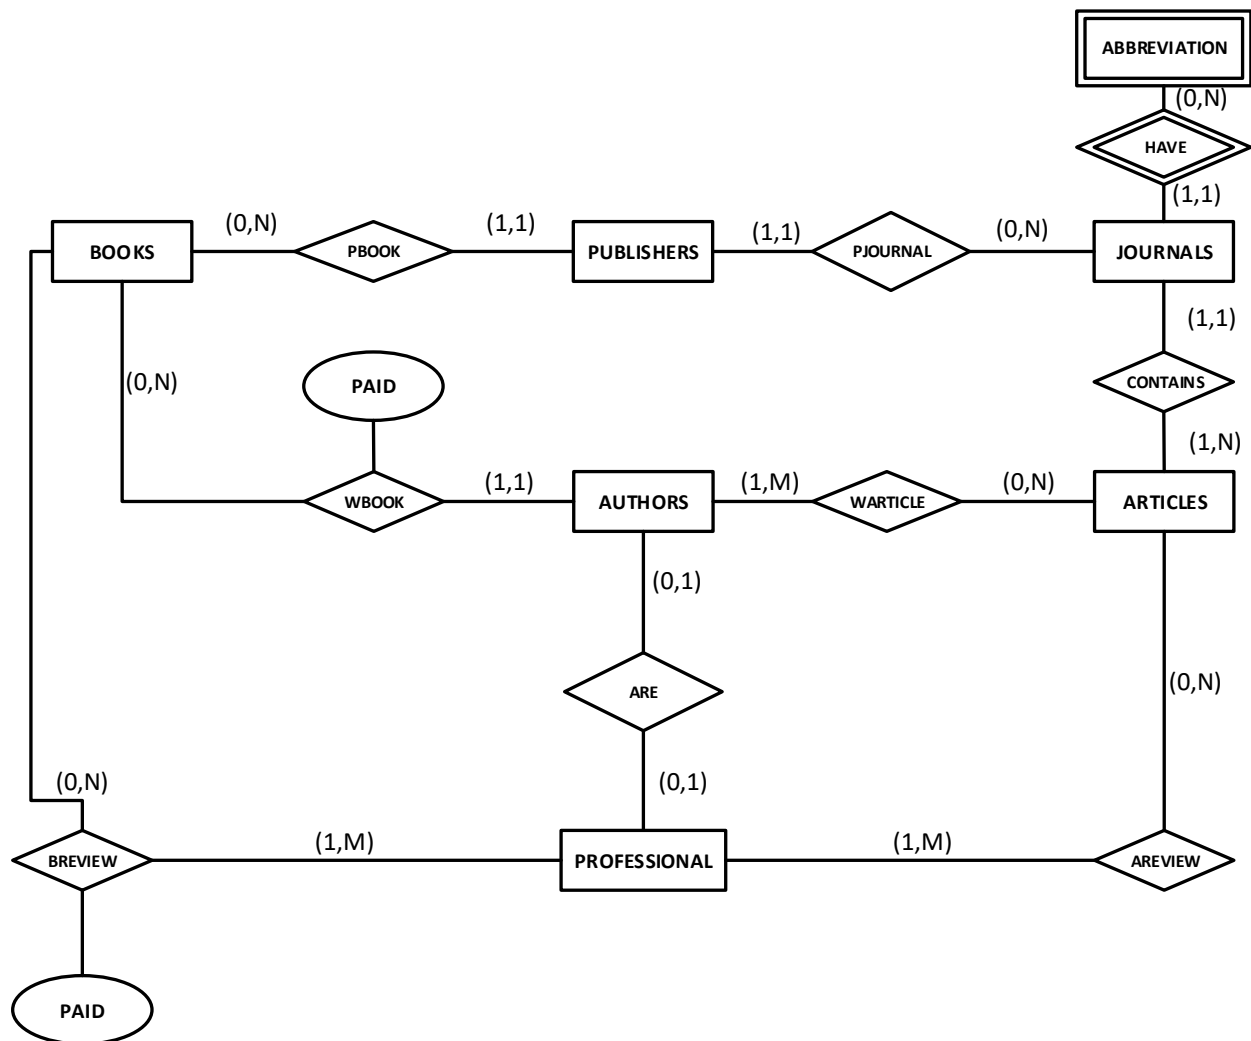 ABBREVIATION
(0,N)
HAVE
(1,1)
BOOKS
(0,N)
PBOOK
(1,1)
PUBLISHERS
(1,1)
PJOURNAL
(0,N)
JOURNALS
(1,1)
(0,N)
PAID
CONTAINS
(1,N)
WBOOK
(1,1)
AUTHORS
(1,M)
WARTICLE
(0,N)
ARTICLES
(0,1)
ARE
(0,N)
(0,1)
(0,N)
BREVIEW
(1,M)
PROFESSIONAL
(1,M)
AREVIEW
PAID